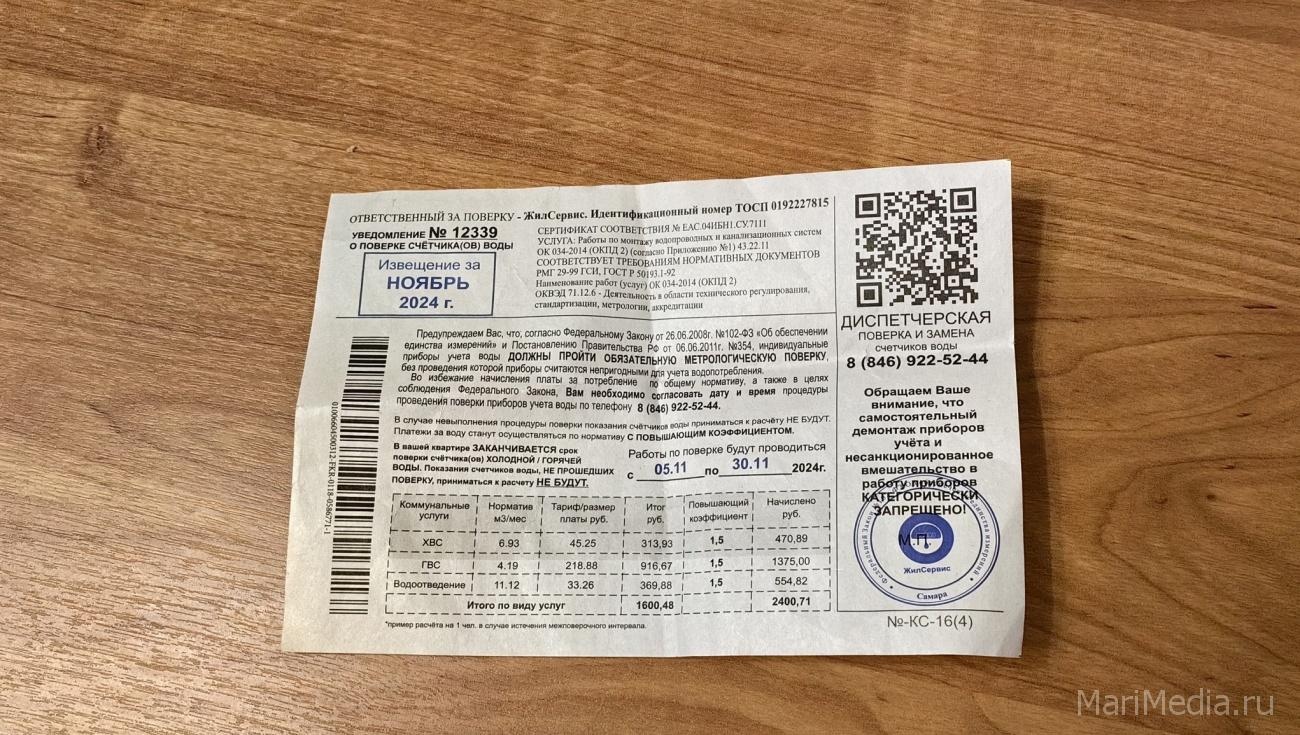 ОТВЕТСТВЕННЫЙ ЗА ПОВЕРКУ - ЖилСервис. Идентификационный номер ТОСП 0192227815
УВЕДОМЛЕНИЕ № 12339
О ПОВЕРКЕ СЧЁТЧИКА(ОВ) ВОДЫ
Извещение за
НОЯБРЬ
2024 г.
СЕРТИФИКАТ СООТВЕТСТВИЯ № ЕАС.04ИБН1.СУ.7111
УСЛУГА: Работы по монтажу водопроводных и канализационных систем
ОК 034-2014 (ОКПД 2) (согласно Приложению №1) 43.22.11
СООТВЕТСТВУЕТ ТРЕБОВАНИЯМ НОРМАТИВНЫХ ДОКУМЕНТОВ
РМГ 29-99 ГСИ, ГОСТ Р 50193.1-92
Наименование работ (услуг) ОК 034-2014 (ОКПД 2)
ОКВЭД 71.12.6 - Деятельность в области технического регулирования,
стандартизации, метрологии, аккредитации
Предупреждаем Вас, что, согласно Федеральному Закону от 26.06.2008г. №102-ФЗ «Об обеспечении
единства измерений» и Постановлению Правительства РФ от 06.06.2011г. №354, индивидуальные
приборы учета воды ДОЛЖНЫ ПРОЙТИ ОБЯЗАТЕЛЬНУЮ МЕТРОЛОГИЧЕСКУЮ ПОВЕРКУ,
без проведения которой приборы считаются непригодными для учета водопотребления.
Во избежание начисления платы за потребление по общему нормативу, а также в целях
соблюдения Федерального Закона, Вам необходимо согласовать дату и время процедуры
проведения поверки приборов учета воды по телефону 8 (846) 922-52-44.
В случае невыполнения процедуры поверки показания счётчиков воды приниматься к расчёту НЕ БУДУТ.
Платежи за воду станут осуществляться по нормативу С ПОВЫШАЮЩИМ КОЭФФИЦИЕНТОМ.
В вашей квартире ЗАКАНЧИВАЕТСЯ срок
поверки счётчика(ов) ХОЛОДНОЙ / ГОРЯЧЕЙ
ВОДЫ. Показания счетчиков воды, НЕ ПРОШЕДШИХ
ПОВЕРКУ, приниматься к расчету НЕ БУДУТ.
Работы по поверке будут проводиться
с 05.11 по 30.11 2024г.
Коммунальные услуги Норматив м3/мес Тариф/размер платы руб. Итог руб. Повышающий коэффициент Начислено руб.
ХВС 6.93 45.25 313,93 1,5 470,89
ГВС 4.19 218.88 916,67 1,5 1375,00
Водоотведение 11.12 33.26 369,88 1,5 554,82
Итого по виду услуг 1600,48 2400,71
*пример расчёта на 1 чел. в случае истечения межповерочного интервала.
ДИСПЕТЧЕРСКАЯ
ПОВЕРКА И ЗАМЕНА
счетчиков воды
8 (846) 922-52-44
Обращаем Ваше
внимание, что
самостоятельный
демонтаж приборов
учёта и
несанкционированное
вмешательство в
работу приборов
КАТЕГОРИЧЕСКИ
ЗАПРЕЩЕНО!
М.П.
ЖилСервис
Самара
№-КС-16(4)
MariMedia.ru